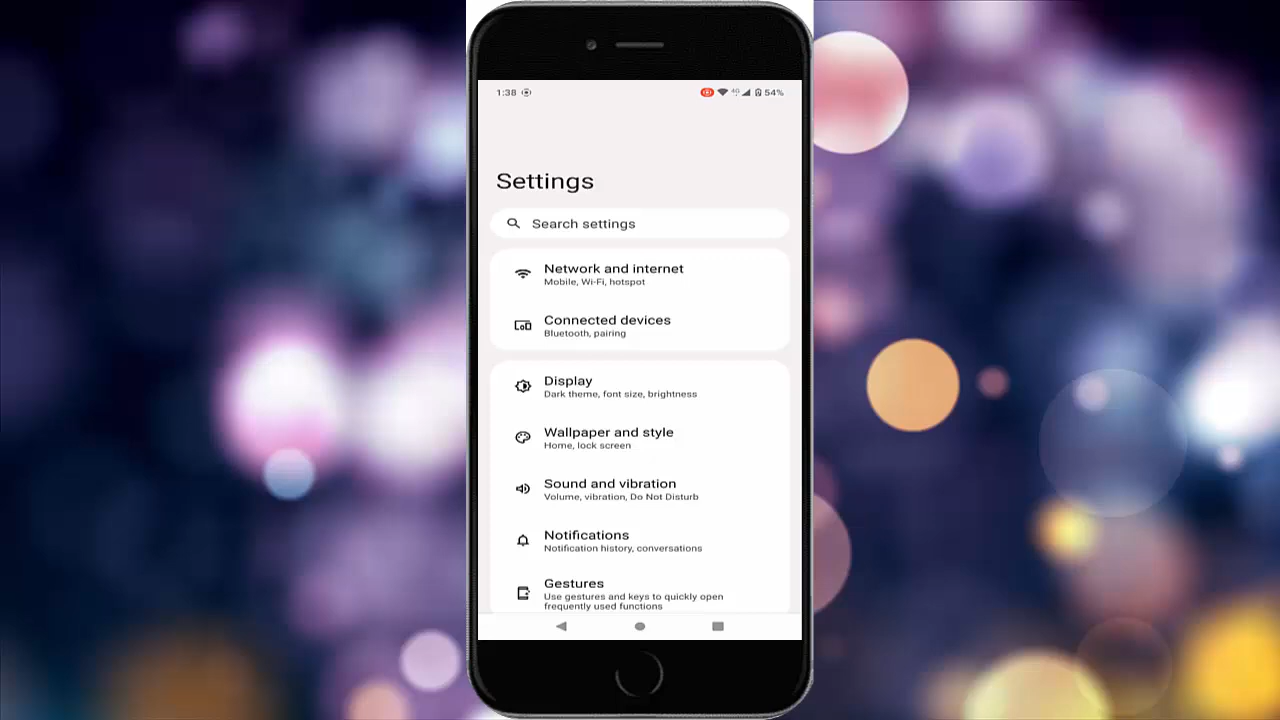 1:38 4G 54%
Settings
Search settings
Network and internet
Mobile, Wi-Fi, hotspot
Connected devices
Bluetooth, pairing
Display
Dark theme, font size, brightness
Wallpaper and style
Home, lock screen
Sound and vibration
Volume, vibration, Do Not Disturb
Notifications
Notification history, conversations
Gestures
Use gestures and keys to quickly open
frequently used functions